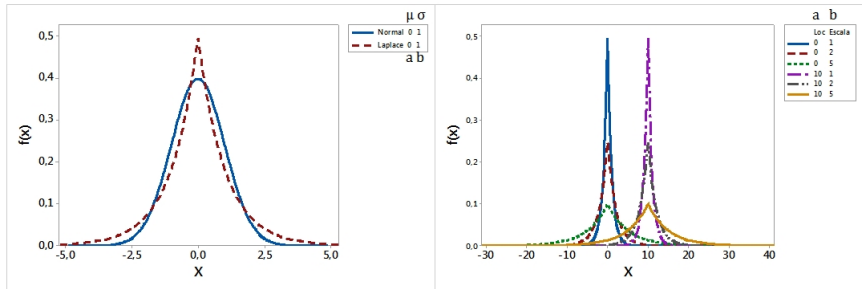 μ σ
Normal 0 1
Laplace 0 1
a b
0,5
0,4
0,3
0,2
0,1
0,0
f(x)
-5,0 -2,5 0,0 2,5 5,0
X
a b
Loc Escala
0 1
0 2
0 5
10 1
10 2
10 5
0.5
0.4
0.3
0.2
0.1
0.0
f(x)
-30 -20 -10 0 10 20 30 40
X